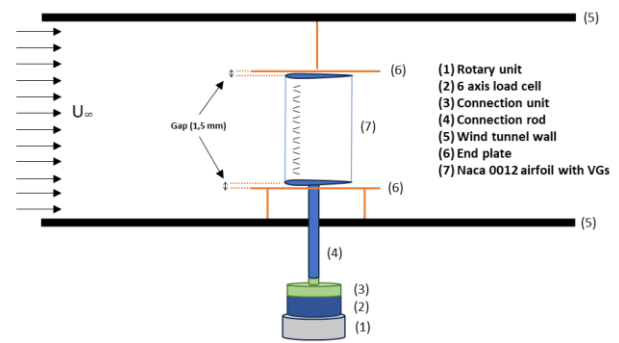 (5)
(6)
(1) Rotary unit
(2) 6 axis load cell
(3) Connection unit
(4) Connection rod
(5) Wind tunnel wall
(6) End plate
(7) Naca 0012 airfoil with VGs
U∞
Gap (1,5 mm)
(7)
(6)
(5)
(4)
(3)
(2)
(1)